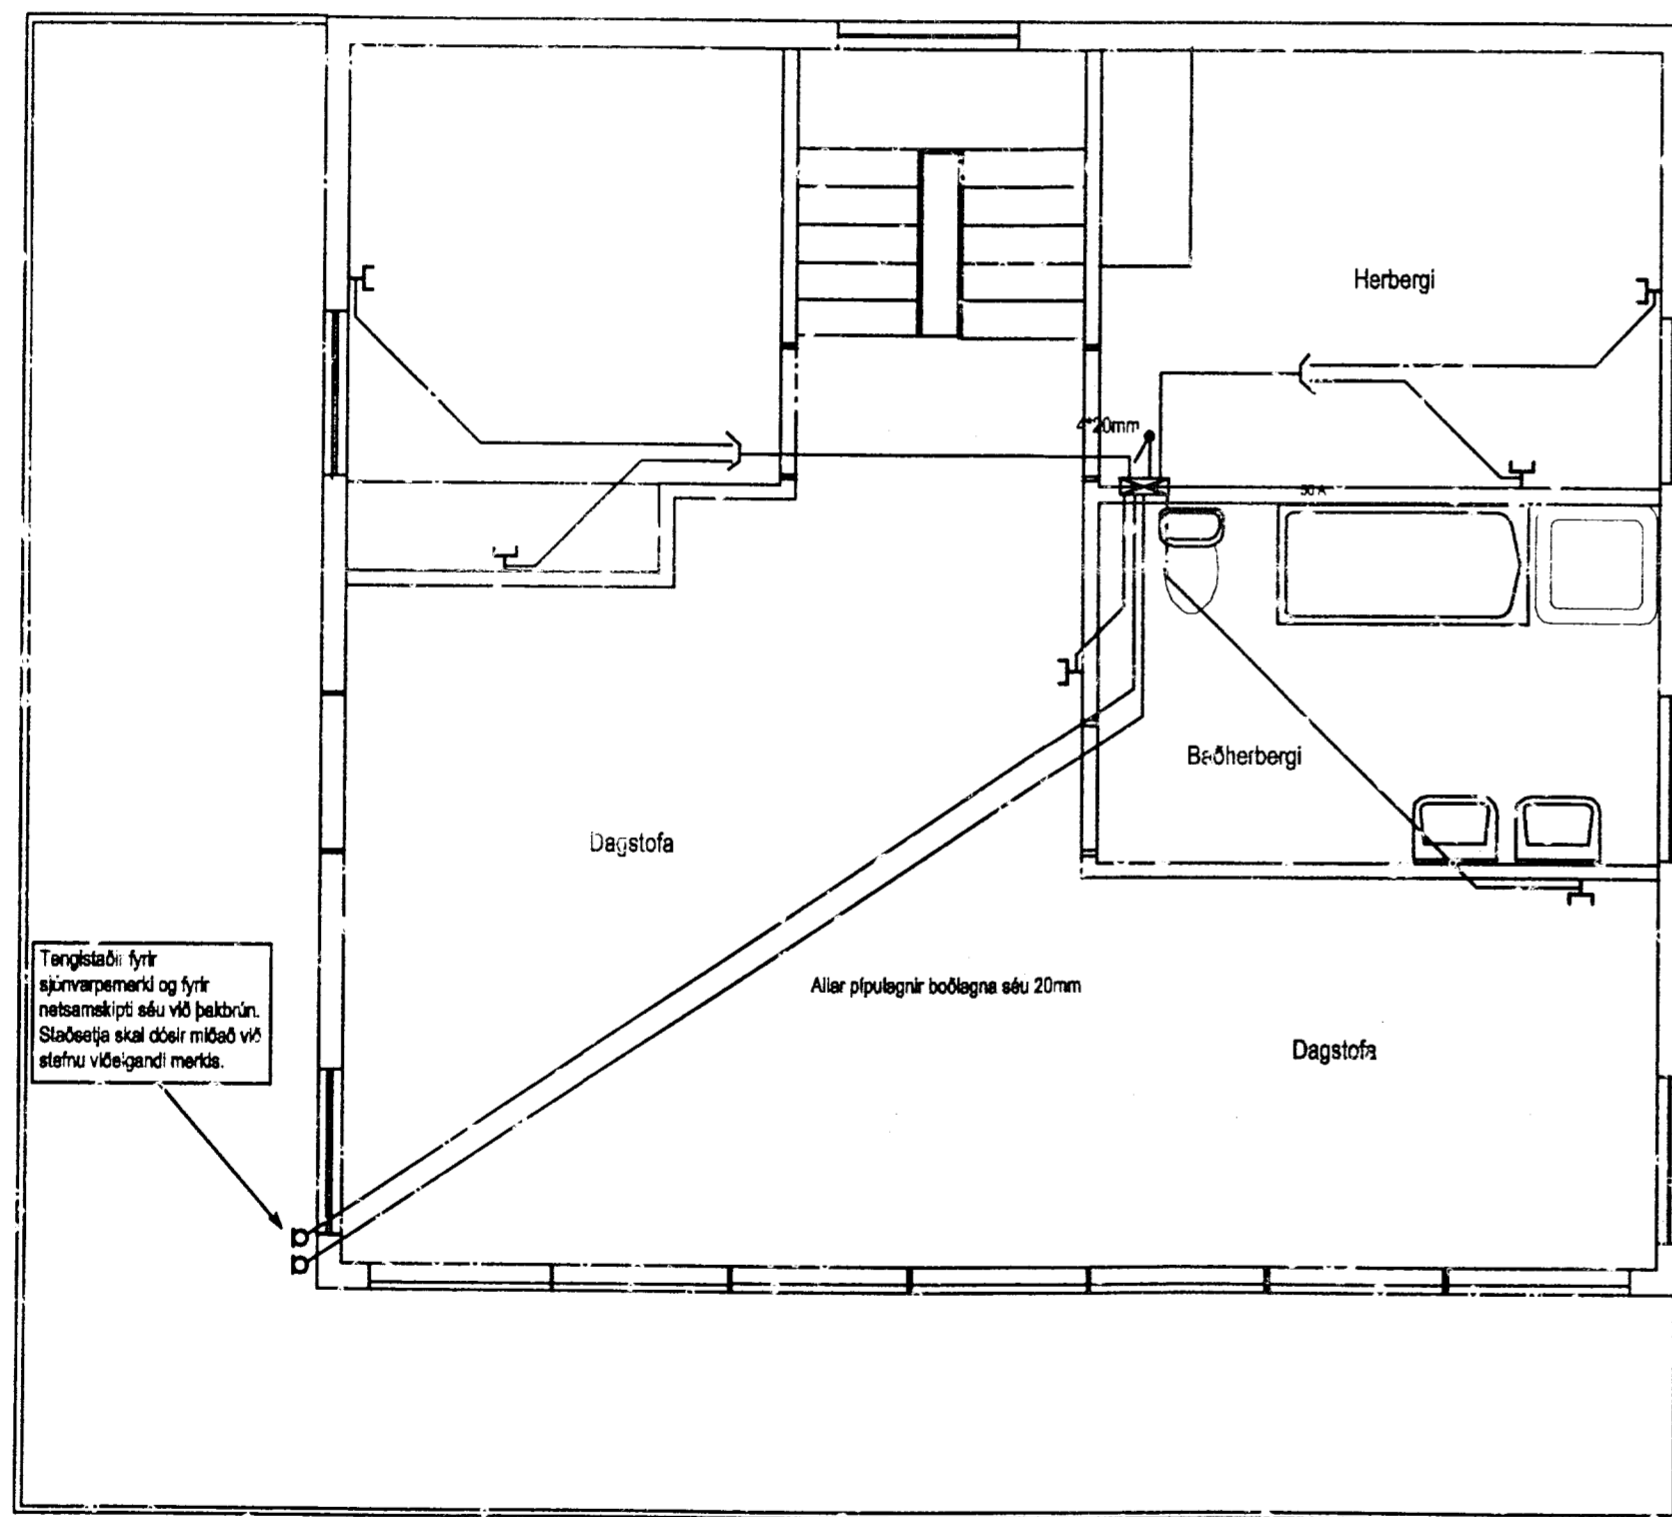 Herbergi
4*20mm
50 A
Baðherbergi
Dagstofa
Tengistaðir fyrir
sjónvarpsmerki og fyrir
netsamskipti séu við þakbrún.
Staðsetja skal dósir miðað við
stefnu viðeigandi merkis.
Allar pípulagnir boðlagna séu 20mm
Dagstofa